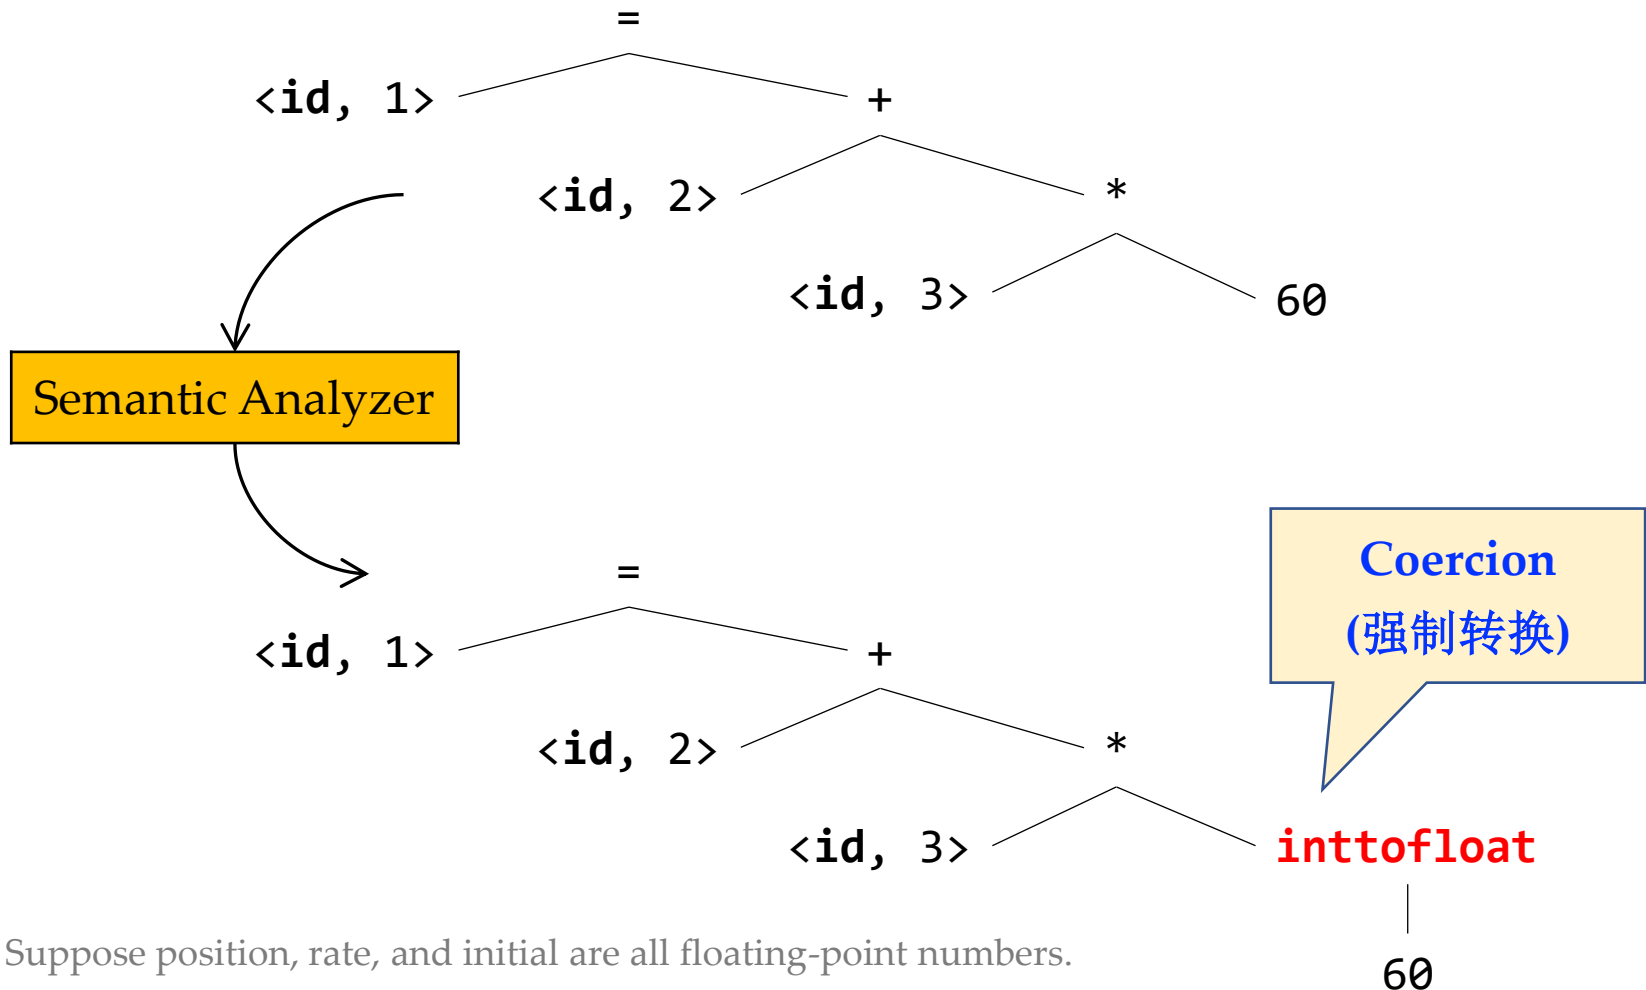 =
<id, 1>
+
<id, 2>
*
<id, 3>
60
Semantic Analyzer
=
<id, 1>
+
<id, 2>
*
<id, 3>
inttofloat
60
Coercion
(强制转换)
Suppose position, rate, and initial are all floating-point numbers.